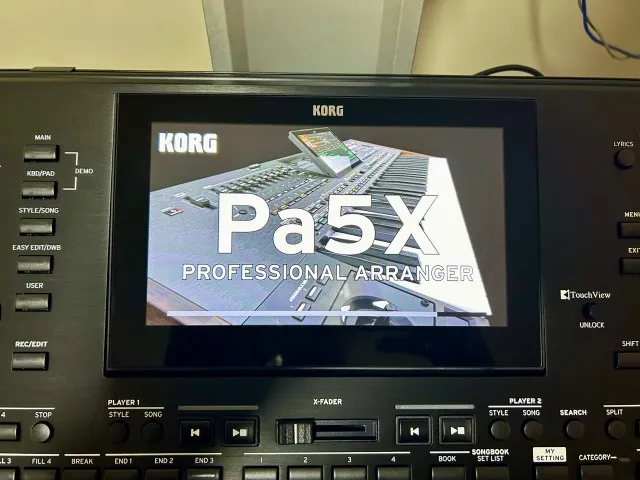 KORG
KORG
Pa5X
PROFESSIONAL ARRANGER
MAIN
KBD/PAD
DEMO
STYLE/SONG
EASY EDIT/DWB
USER
REC/EDIT
LYRICS
MENU
EXIT
TouchView
UNLOCK
SHIFT
4 STOP
PLAYER 1
STYLE SONG
X-FADER
PLAYER 2
STYLE SONG SEARCH SPLIT
FILL 4 BREAK END 1 END 2 END 3
1 2 3 4
BOOK
SONGBOOK
SET LIST
MY
SETTING
CATEGORY